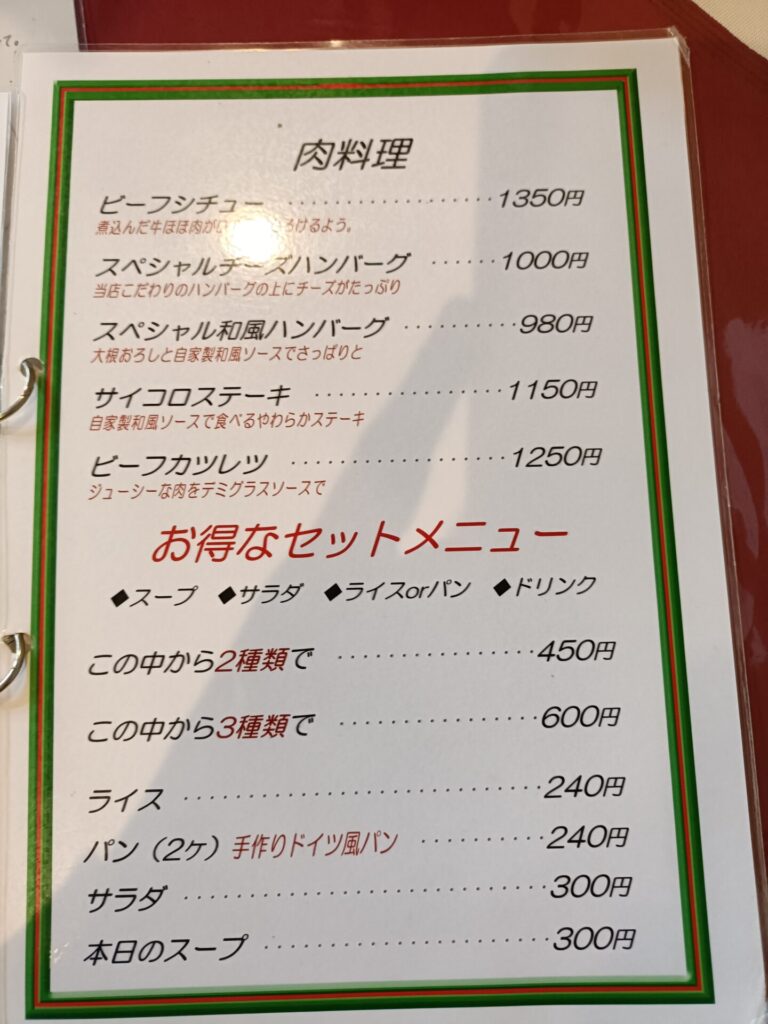 て。
肉料理
ビーフシチュー ··················1350円
煮込んだ牛ほほ肉が ろけるよう。
スペシャルチーズハンバーグ ······1000円
当店こだわりのハンバーグの上にチーズがたっぷり
スペシャル和風ハンバーグ ··········980円
大根おろしと自家製和風ソースでさっぱりと
サイコロステーキ ·················1150円
自家製和風ソースで食べるやわらかステーキ
ビーフカツレツ ···················1250円
ジューシーな肉をデミグラスソースで
お得なセットメニュー
◆スープ ◆サラダ ◆ライスorパン ◆ドリンク
この中から2種類で ·················450円
この中から3種類で ·················600円
ライス ······························240円
パン（2ヶ）手作りドイツ風パン ···········240円
サラダ ······························300円
本日のスープ ························300円